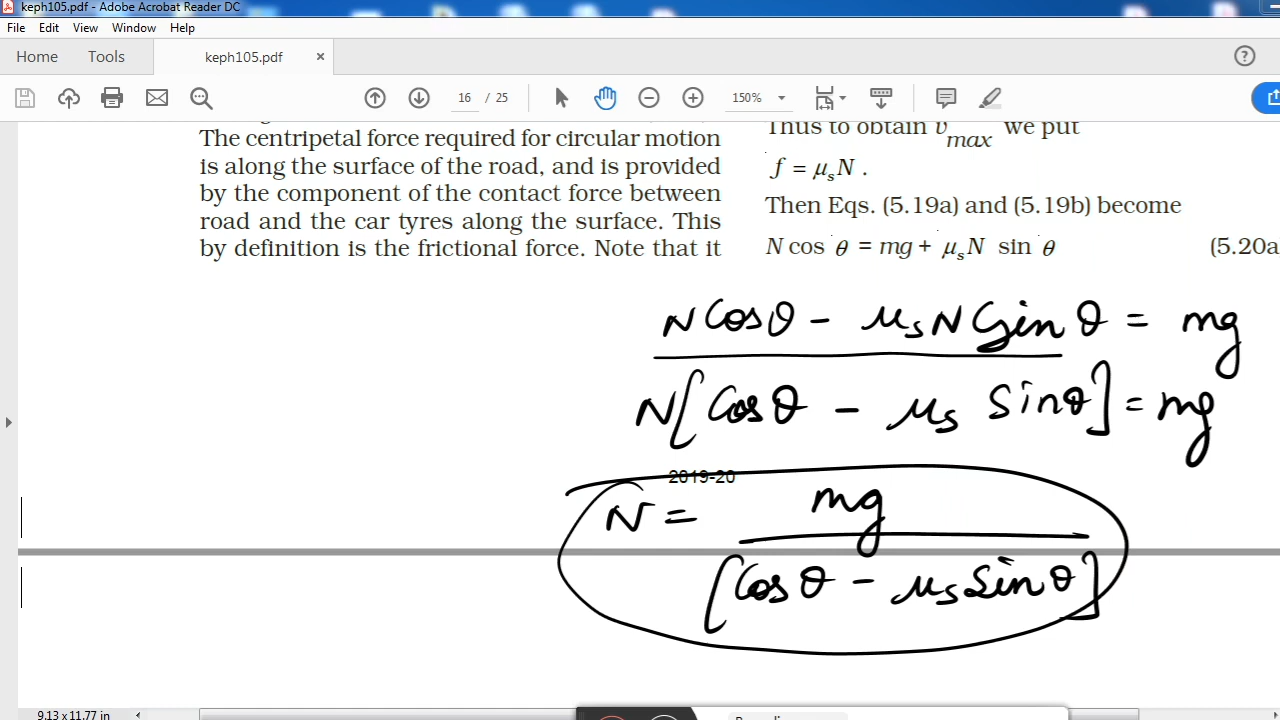 keph105.pdf - Adobe Acrobat Reader DC
File Edit View Window Help
Home Tools keph105.pdf ×
16 / 25 150%
The centripetal force required for circular motion
is along the surface of the road, and is provided
by the component of the contact force between
road and the car tyres along the surface. This
by definition is the frictional force. Note that it
Thus to obtain v_max we put
f = μ_s N .
Then Eqs. (5.19a) and (5.19b) become
N cos θ = mg + μ_s N sin θ (5.20a
N Cosθ - μ_s N Sin θ = mg
N[Cosθ - μ_s Sinθ] = mg
2019-20
N = mg
[Cosθ - μ_s Sinθ]
9.13 x 11.77 in